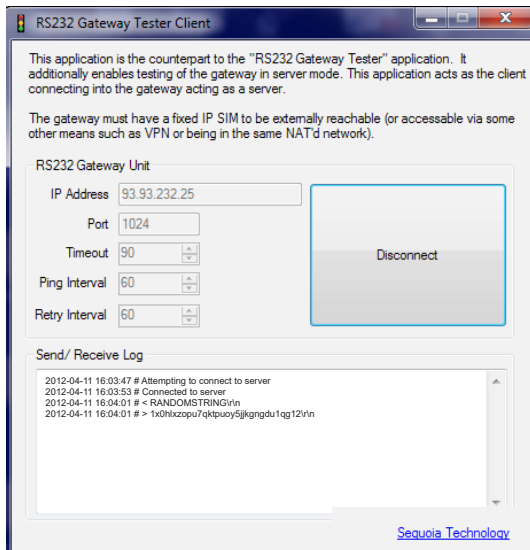 RS232 Gateway Tester Client
This application is the counterpart to the "RS232 Gateway Tester" application.  It
additionally enables testing of the gateway in server mode. This application acts as the client
connecting into the gateway acting as a server.
The gateway must have a fixed IP SIM to be externally reachable (or accessable via some
other means such as VPN or being in the same NAT'd network).
RS232 Gateway Unit
IP Address 93.93.232.25
Port 1024
Timeout 90
Disconnect
Ping Interval 60
Retry Interval 60
Send/ Receive Log
2012-04-11 16:03:47 # Attempting to connect to server
2012-04-11 16:03:53 # Connected to server
2012-04-11 16:04:01 # < RANDOMSTRING\r\n
2012-04-11 16:04:01 # > 1x0hlxzopu7qktpuoy5jjkgngdu1qg12\r\n
Sequoia Technology